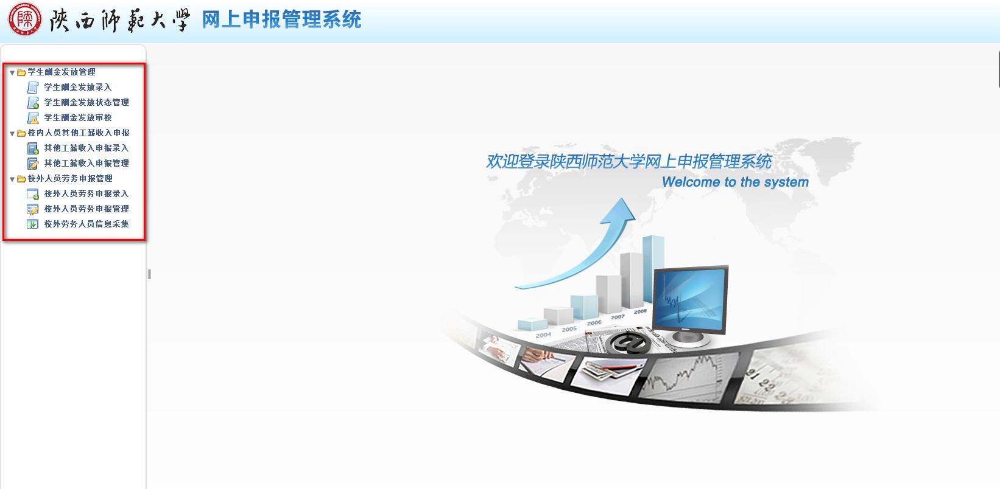 陕西师范大学 网上申报管理系统
学生酬金发放管理
学生酬金发放录入
学生酬金发放状态管理
学生酬金发放审核
校内人员其他工薪收入申报
其他工薪收入申报录入
其他工薪收入申报管理
校外人员劳务申报管理
校外人员劳务申报录入
校外人员劳务申报管理
校外劳务人员信息采集
欢迎登录陕西师范大学网上申报管理系统
Welcome to the system
2004
2005
2006
2007
2008
@